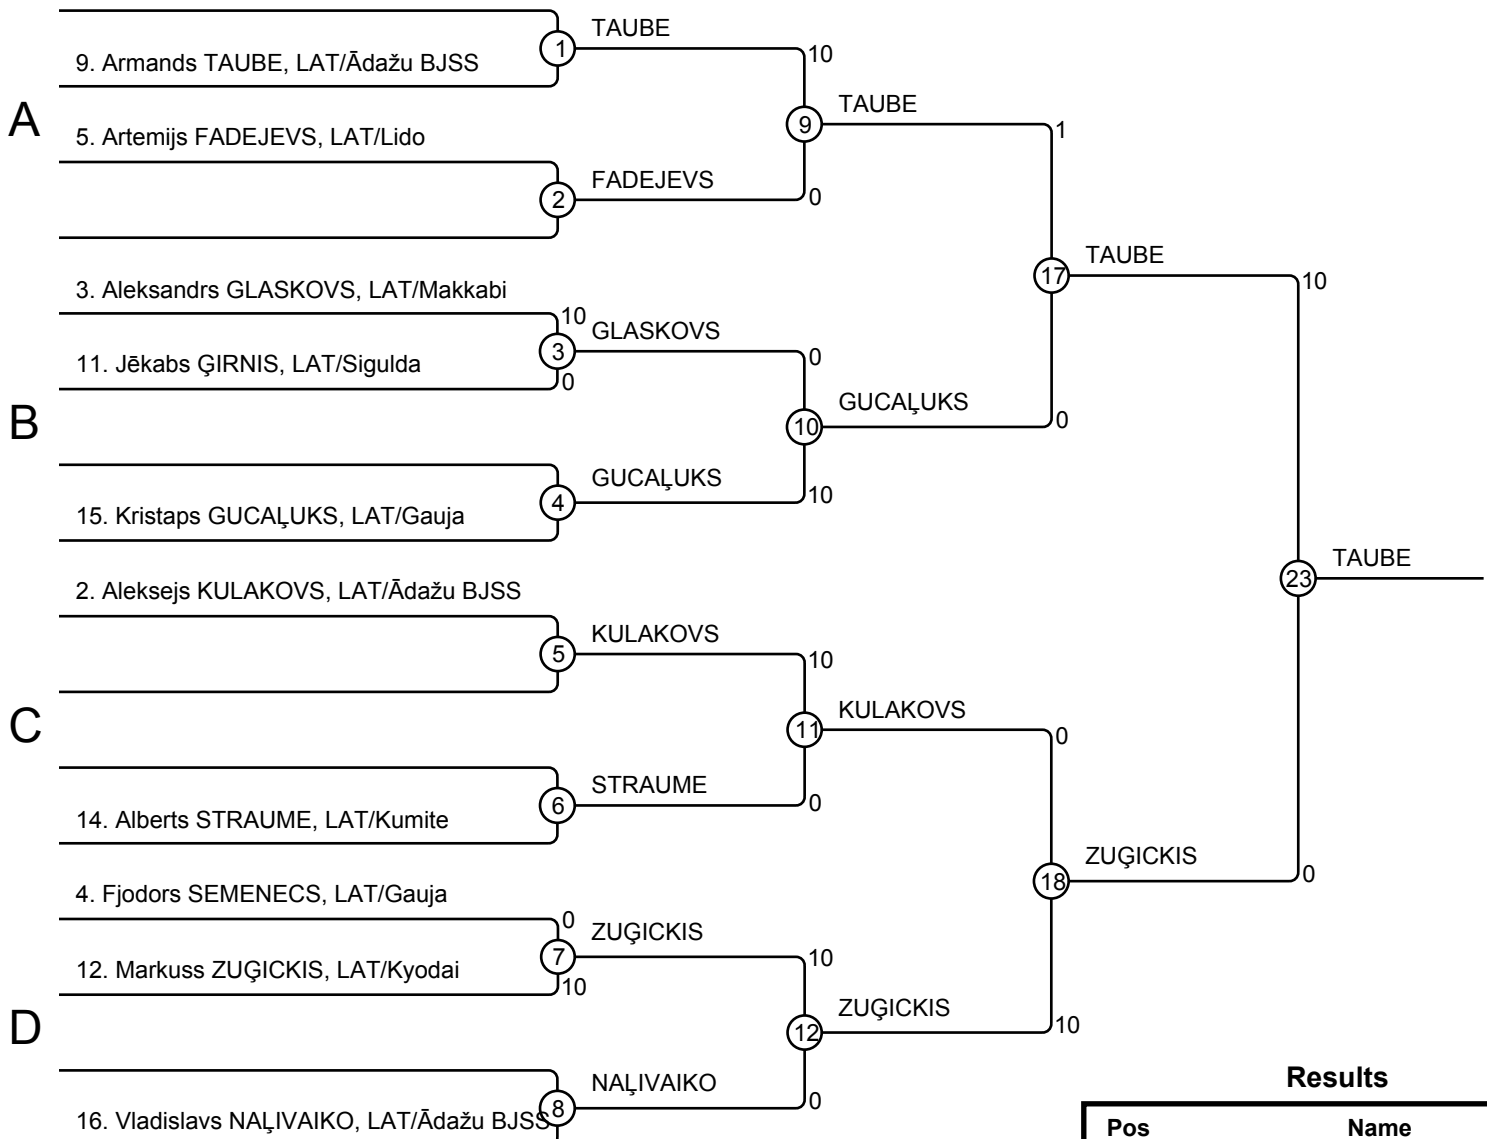 TAUBE
1
10
9. Armands TAUBE, LAT/Ādažu BJSS
TAUBE
A
9
1
5. Artemijs FADEJEVS, LAT/Lido
FADEJEVS
2
0
TAUBE
3. Aleksandrs GLASKOVS, LAT/Makkabi
17
10
10
GLASKOVS
3
0
11. Jēkabs ĢIRNIS, LAT/Sigulda
0
GUCAĻUKS
B
10
0
GUCAĻUKS
4
10
15. Kristaps GUCAĻUKS, LAT/Gauja
TAUBE
23
2. Aleksejs KULAKOVS, LAT/Ādažu BJSS
KULAKOVS
5
10
KULAKOVS
C
11
0
STRAUME
6
0
14. Alberts STRAUME, LAT/Kumite
ZUĢICKIS
18
0
4. Fjodors SEMENECS, LAT/Gauja
0
ZUĢICKIS
7
10
12. Markuss ZUĢICKIS, LAT/Kyodai
10
ZUĢICKIS
D
12
10
NAĻIVAIKO
8
0
16. Vladislavs NAĻIVAIKO, LAT/Ādažu BJSS
Results
Pos Name